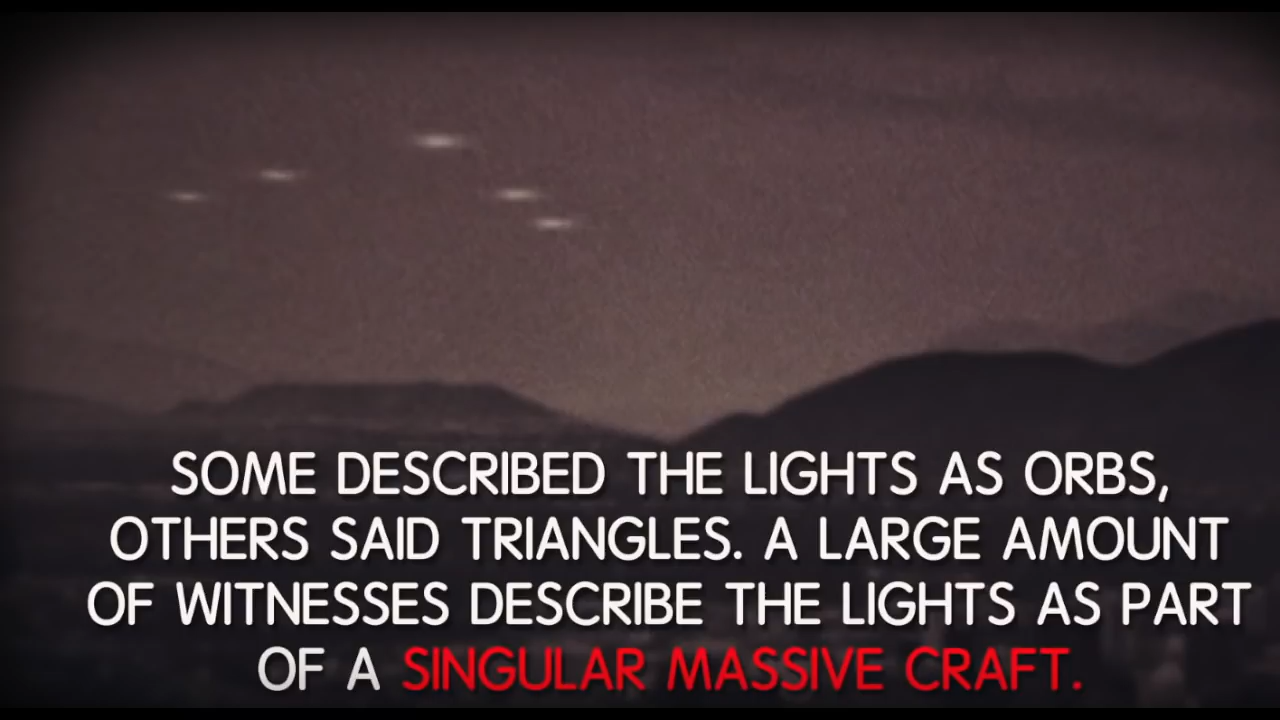 SOME DESCRIBED THE LIGHTS AS ORBS,
OTHERS SAID TRIANGLES. A LARGE AMOUNT
OF WITNESSES DESCRIBE THE LIGHTS AS PART
OF A SINGULAR MASSIVE CRAFT.